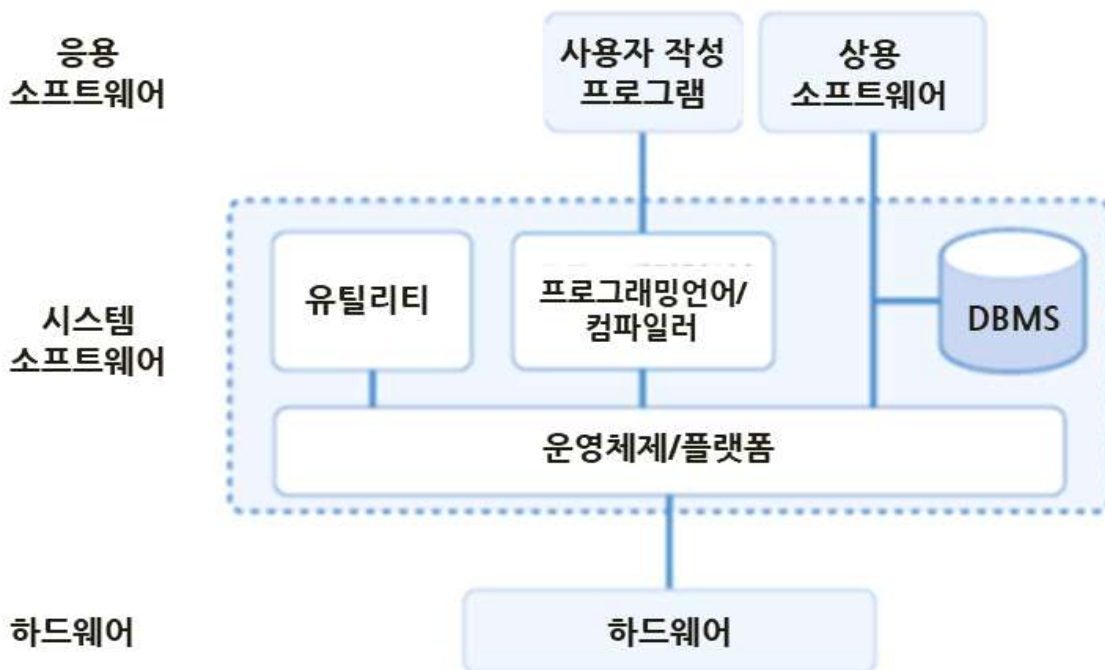 응용
소프트웨어
사용자 작성
프로그램
상용
소프트웨어
시스템
소프트웨어
유틸리티
프로그래밍언어/
컴파일러
DBMS
운영체제/플랫폼
하드웨어
하드웨어